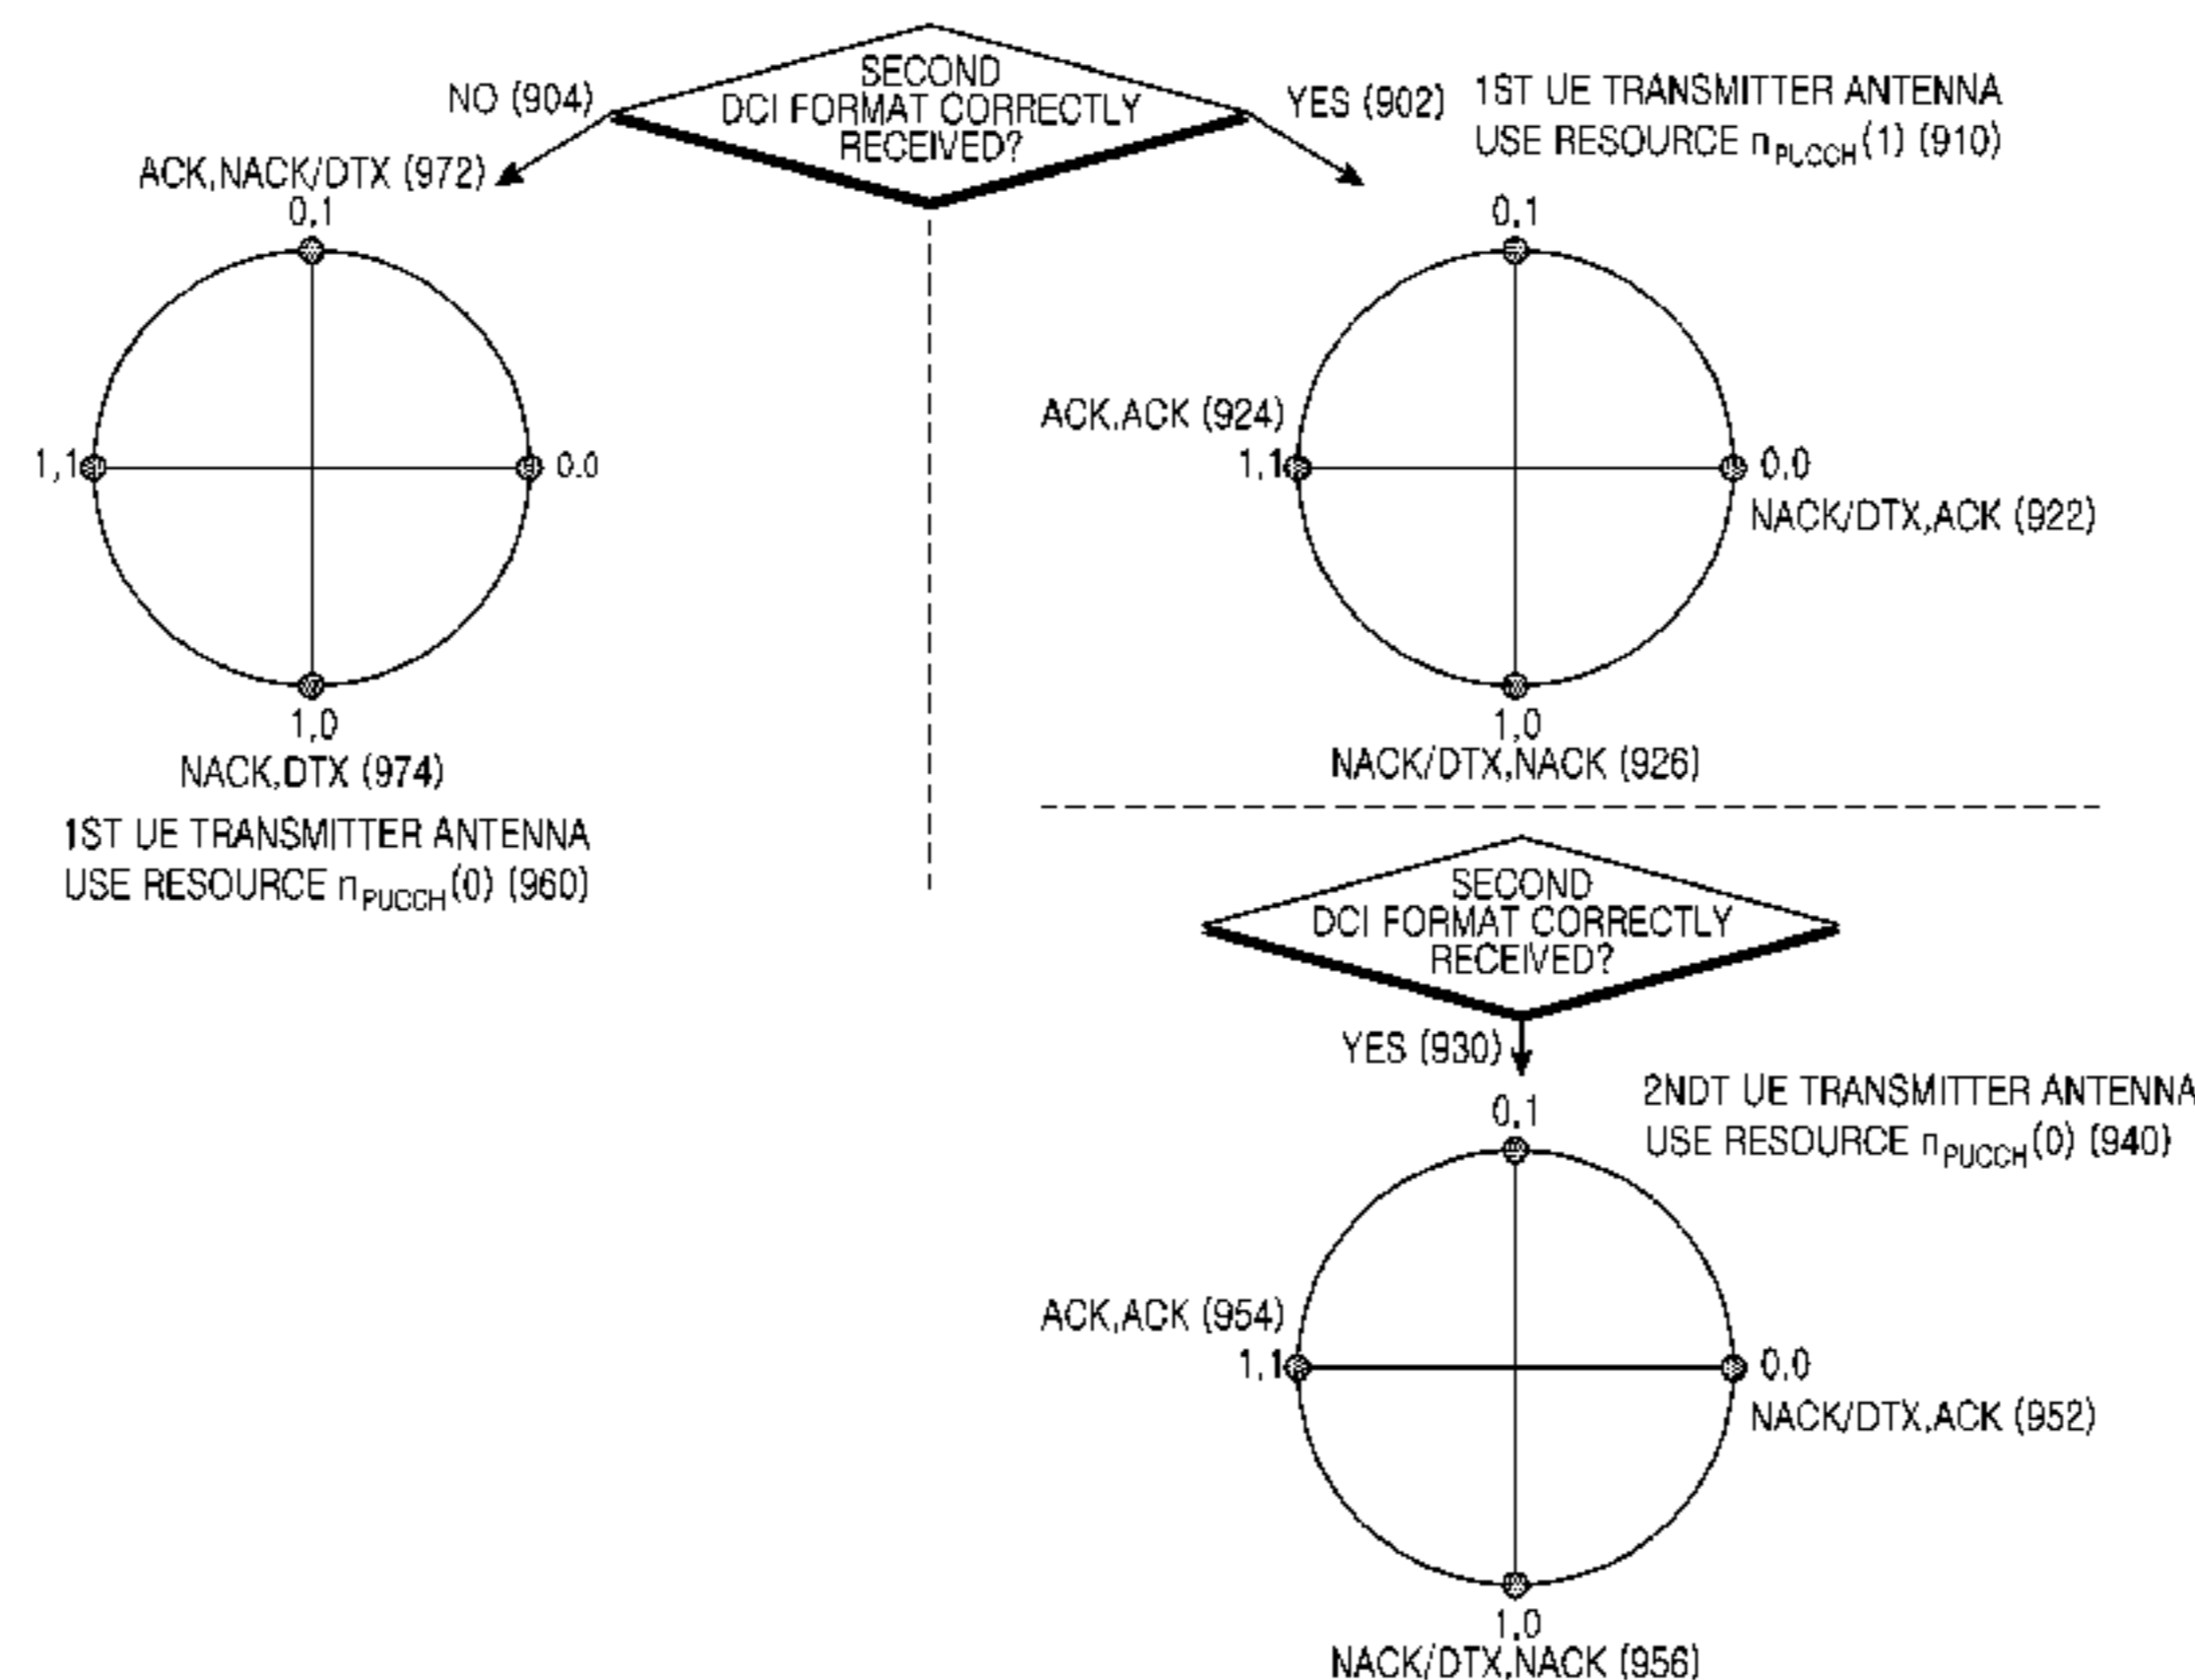 SECOND
DCI FORMAT CORRECTLY
RECEIVED?
NO (904)
YES (902)
1ST UE TRANSMITTER ANTENNA
USE RESOURCE nPUCCH(1) (910)
ACK,NACK/DTX (972)
0,1
1,1
0.0
1,0
NACK,DTX (974)
1ST UE TRANSMITTER ANTENNA
USE RESOURCE nPUCCH(0) (960)
0,1
ACK,ACK (924)
1,1
0,0
NACK/DTX,ACK (922)
1,0
NACK/DTX,NACK (926)
SECOND
DCI FORMAT CORRECTLY
RECEIVED?
YES (930)
2NDT UE TRANSMITTER ANTENNA
USE RESOURCE nPUCCH(0) (940)
0,1
ACK,ACK (954)
1,1
0,0
NACK/DTX,ACK (952)
1,0
NACK/DTX,NACK (956)